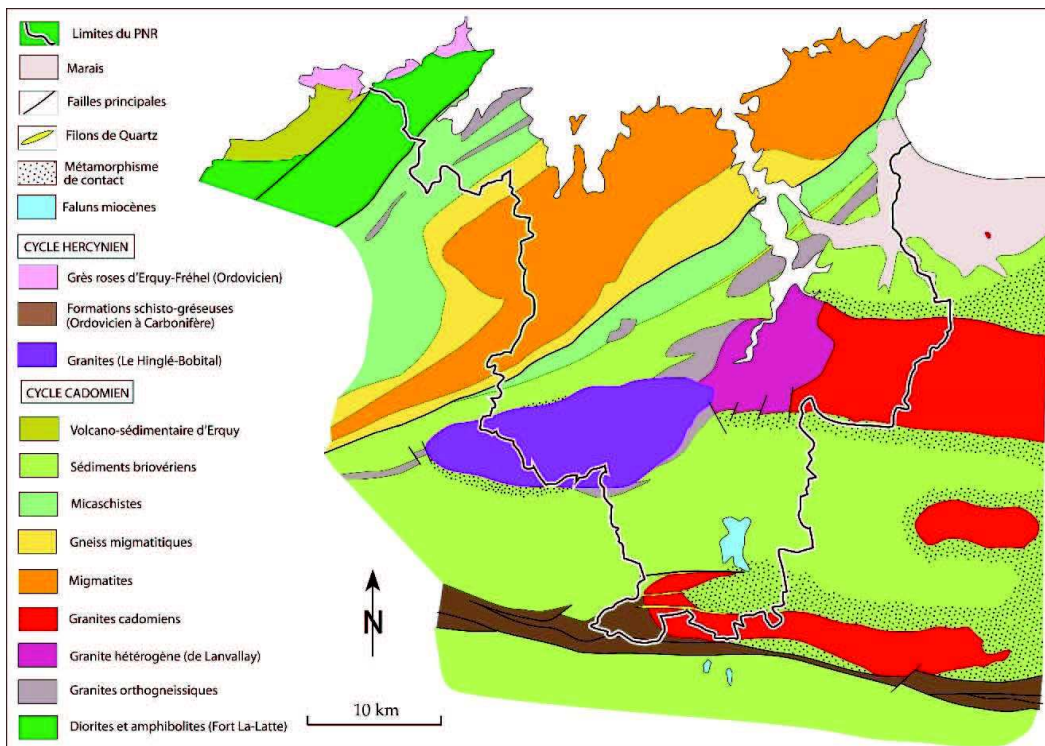 Limites du PNR
Marais
Failles principales
Filons de Quartz
Métamorphisme
de contact
Faluns miocènes
CYCLE HERCYNIEN
Grès roses d'Erquy-Fréhel (Ordovicien)
Formations schisto-gréseuses
(Ordovicien à Carbonifère)
Granites (Le Hinglé-Bobital)
CYCLE CADOMIEN
Volcano-sédimentaire d'Erquy
Sédiments briovériens
Micaschistes
Gneiss migmatitiques
Migmatites
Granites cadomiens
Granite hétérogène (de Lanvallay)
Granites orthogneissiques
Diorites et amphibolites (Fort La-Latte)
N
10 km